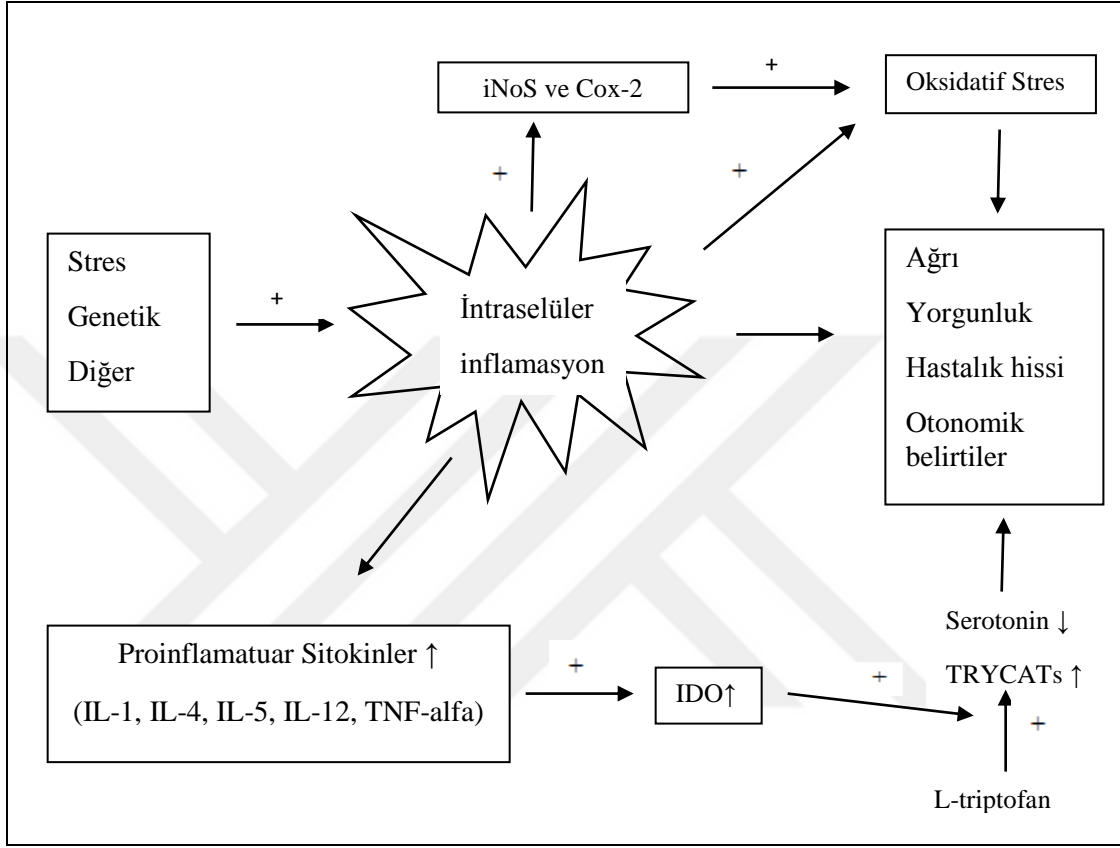 +
iNoS ve Cox-2
Oksidatif Stres
+
+
Stres
Genetik
Diğer
+
İntraselüler
inflamasyon
Ağrı
Yorgunluk
Hastalık hissi
Otonomik
belirtiler
Proinflamatuar Sitokinler ↑
(IL-1, IL-4, IL-5, IL-12, TNF-alfa)
+
IDO↑
+
Serotonin ↓
TRYCATs ↑
+
L-triptofan